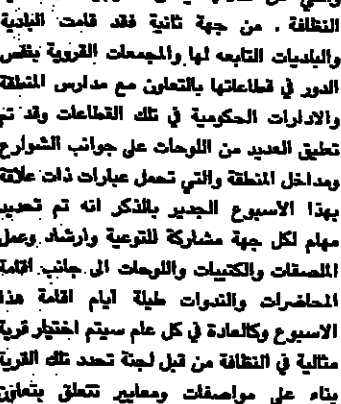 النظافة . من جهة ثانية فقد قامت البلدية
والبلديات التابعه لها والمجمعات القروية بنفس
الدور في قطاعاتها بالتعاون مع مدارس المنطقة
والادارات الحكومية في تلك القطاعات وقد تم
تعليق العديد من اللوحات على جوانب الشوارع
ومداخل المنطقة والتي تحمل عبارات ذات علاقة
بهذا الاسبوع الجدير بالذكر انه تم تحديد
مهام لكل جهة مشاركة للتوعية وارشاد وعمل
الملصقات والكتيبات واللوحات الى جانب اقامة
المحاضرات والندوات طيلة ايام اقامة هذا
الاسبوع وكالعادة في كل عام سيتم اختيار قرية
مثالية في النظافة من قبل لجنة تحدد تلك القرية
بناء على مواصفات ومعايير تتعلق بتعاون